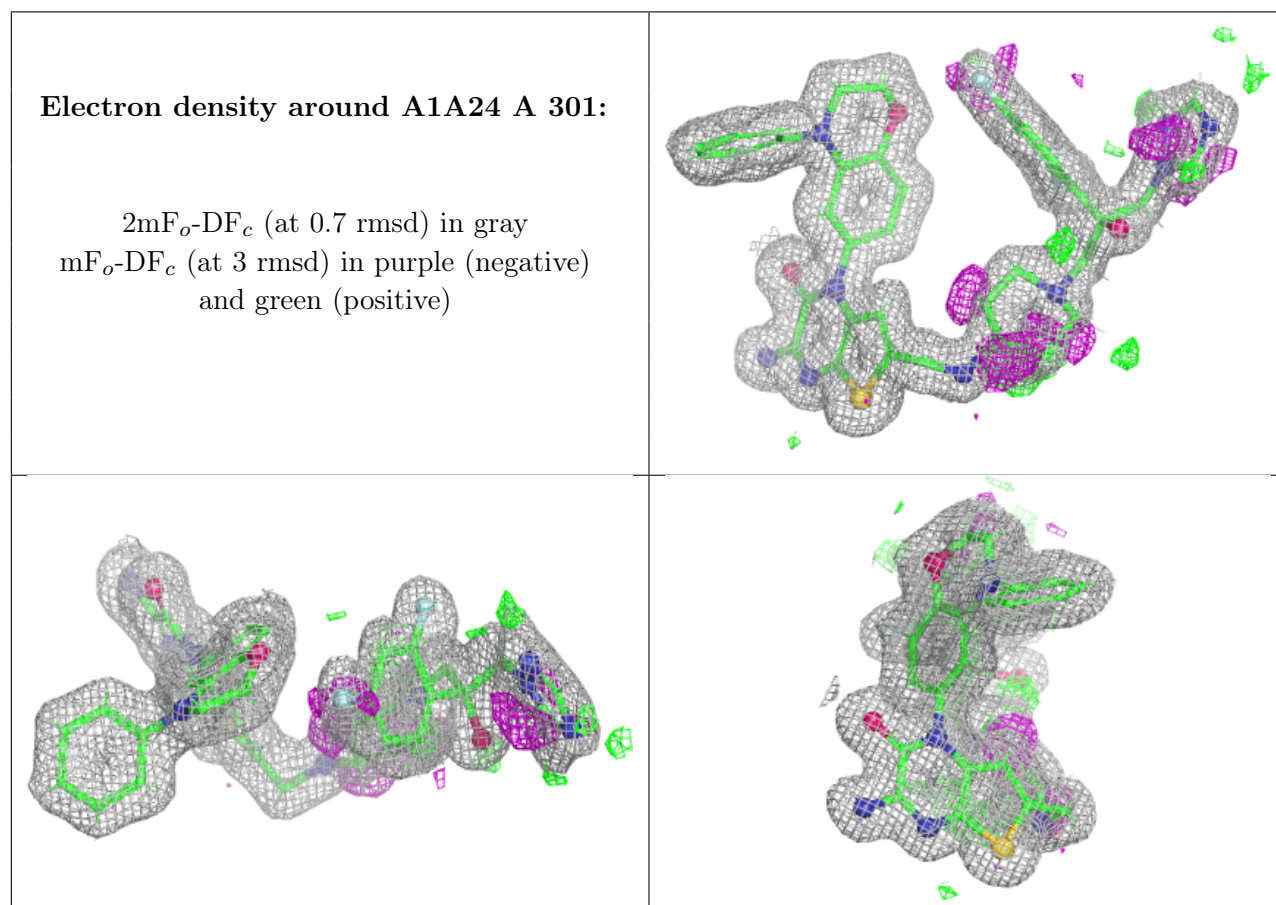 Electron density around A1A24 A 301:
2mFo-DFc (at 0.7 rmsd) in gray
mFo-DFc (at 3 rmsd) in purple (negative)
and green (positive)